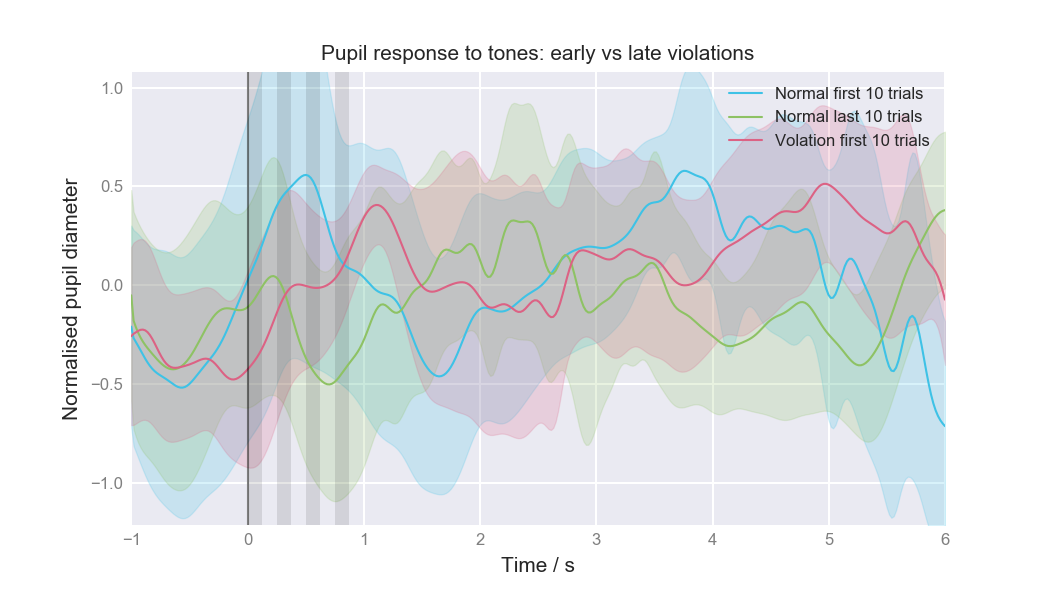 Pupil response to tones: early vs late violations
Normal first 10 trials
Normal last 10 trials
Volation first 10 trials
Normalised pupil diameter
1.0
0.5
0.0
−0.5
−1.0
−1 0 1 2 3 4 5 6
Time / s